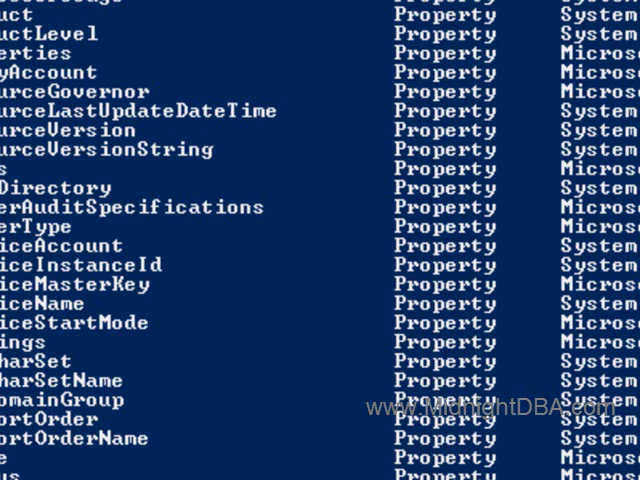 uct Property System
uctLevel Property System
erties Property Micros
yAccount Property Micros
urceGovernor Property Micros
urceLastUpdateDateTime Property System
urceVersion Property System
urceVersionString Property System
s Property Micros
Directory Property System
erAuditSpecifications Property Micros
erType Property Micros
iceAccount Property System
iceInstanceId Property System
iceMasterKey Property Micros
iceName Property System
iceStartMode Property Micros
ings Property Micros
harSet Property System
harSetName Property System
omainGroup Property System
www.MidnightDBA.com
ortOrder Property System
ortOrderName Property System
e Property Micros
us Property Micros